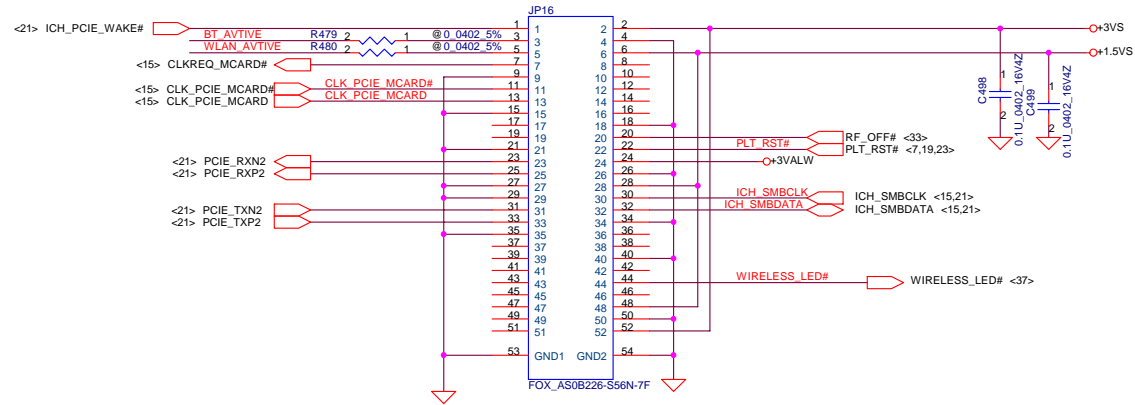 JP16
<21> ICH_PCIE_WAKE# 1 1 2 2 +3VS
BT_AVTIVE R479 2 1 @0_0402_5% 3 3 4 4
WLAN_AVTIVE R480 2 1 @0_0402_5% 5 5 6 6 +1.5VS
<15> CLKREQ_MCARD# 7 7 8 8
9 9 10 10
<15> CLK_PCIE_MCARD# CLK_PCIE_MCARD# 11 11 12 12
<15> CLK_PCIE_MCARD CLK_PCIE_MCARD 13 13 14 14
15 15 16 16
17 17 18 18
19 19 20 20 RF_OFF# <33>
21 21 22 22 PLT_RST# PLT_RST# <7,19,23>
<21> PCIE_RXN2 23 23 24 24 +3VALW
<21> PCIE_RXP2 25 25 26 26
27 27 28 28
29 29 30 30 ICH_SMBCLK ICH_SMBCLK <15,21>
<21> PCIE_TXN2 31 31 32 32 ICH_SMBDATA ICH_SMBDATA <15,21>
<21> PCIE_TXP2 33 33 34 34
35 35 36 36
37 37 38 38
39 39 40 40
41 41 42 42
43 43 44 44 WIRELESS_LED# WIRELESS_LED# <37>
45 45 46 46
47 47 48 48
49 49 50 50
51 51 52 52
53 GND1 GND2 54
FOX_AS0B226-S56N-7F
C498
1
2
0.1U_0402_16V4Z
C499
1
2
0.1U_0402_16V4Z